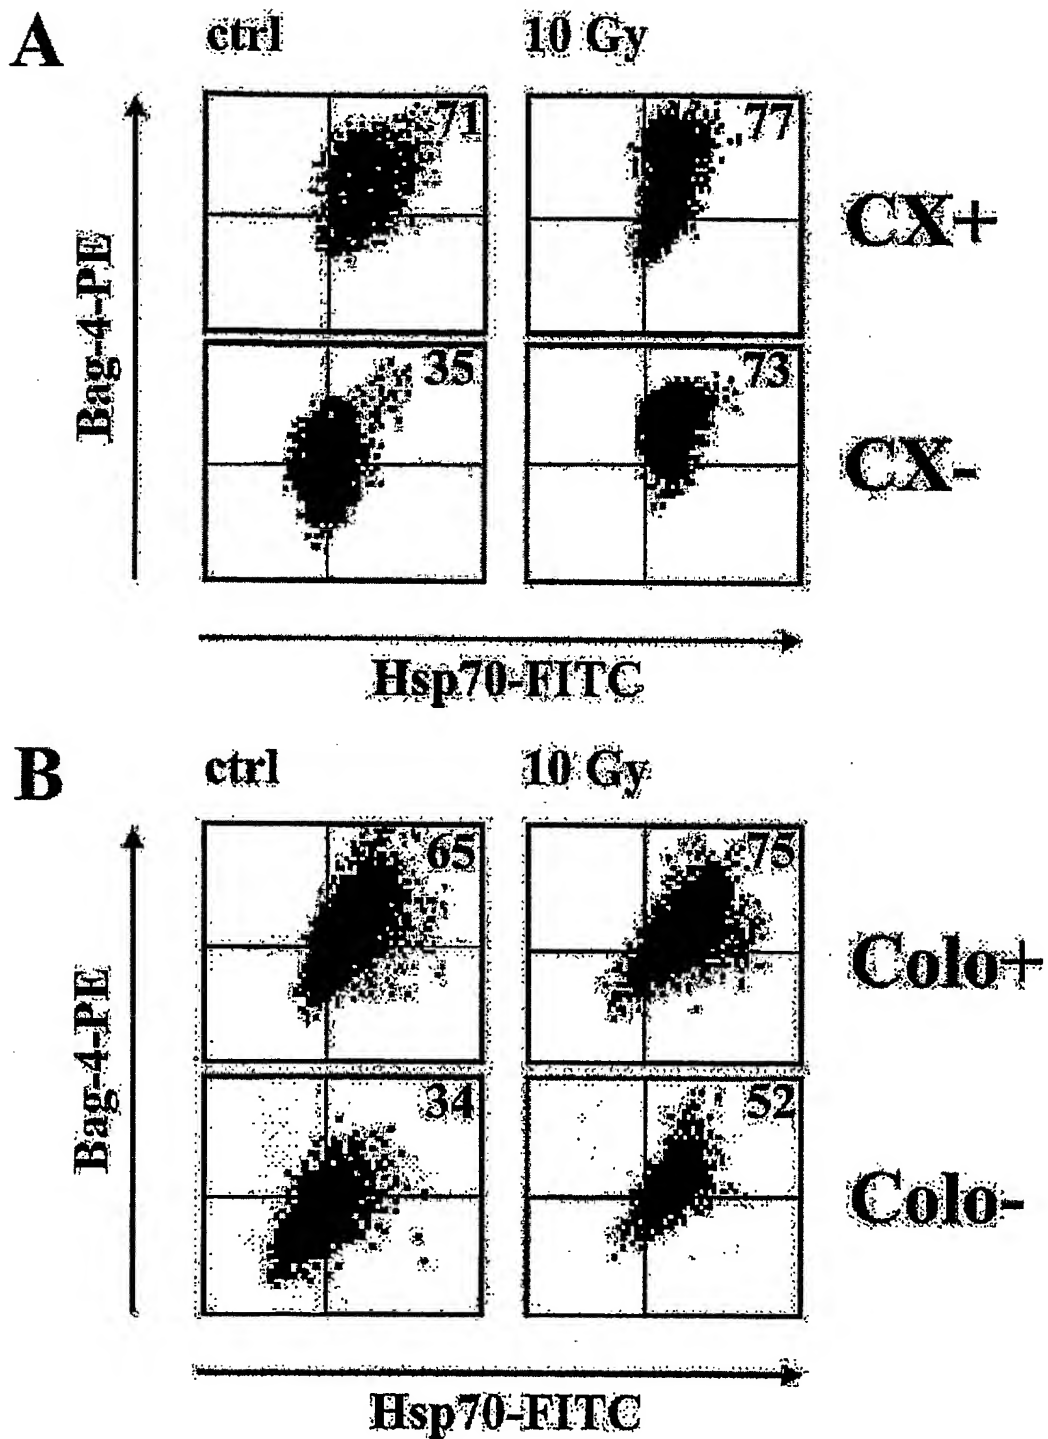 A ctrl 10 Gy
71 77
CX+
Bag-4-PE
35 73
CX-
Hsp70-FITC
B ctrl 10 Gy
65 75
Colo+
Bag-4-PE
34 52
Colo-
Hsp70-FITC